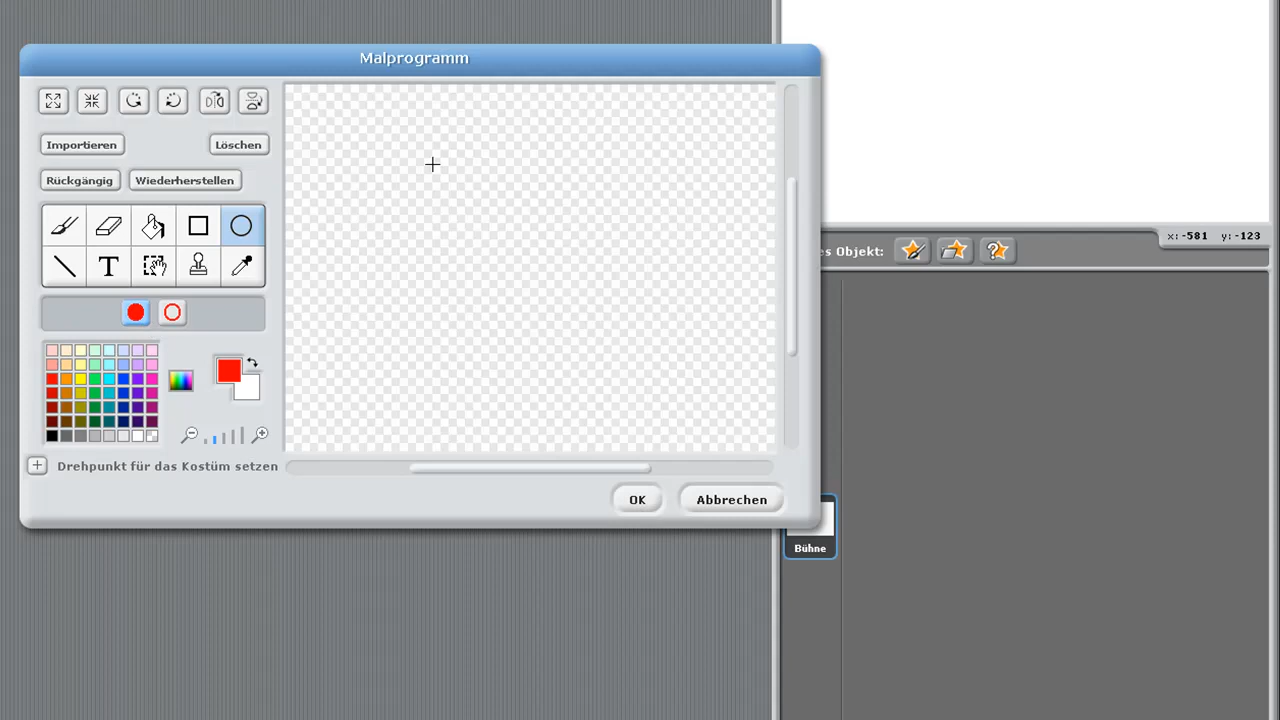 Malprogramm
Importieren
Löschen
Rückgängig
Wiederherstellen
T
Drehpunkt für das Kostüm setzen
OK
Abbrechen
x: -581 y: -123
es Objekt:
Bühne